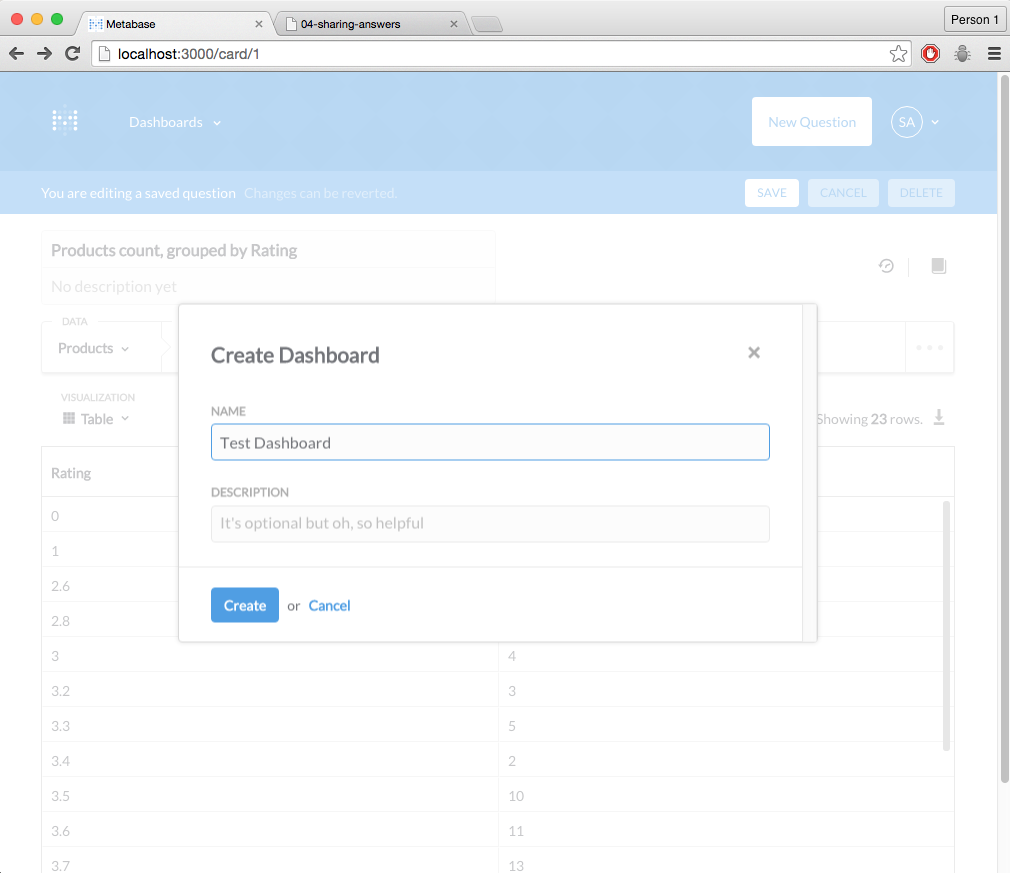 Metabase
04-sharing-answers
Person 1
localhost:3000/card/1
Dashboards
New Question
SA
You are editing a saved question Changes can be reverted.
SAVE
CANCEL
DELETE
Products count, grouped by Rating
No description yet
DATA
Products
VISUALIZATION
Table
Showing 23 rows.
Create Dashboard
NAME
Test Dashboard
DESCRIPTION
It's optional but oh, so helpful
Create or Cancel
Rating
0
1
2.6
2.8
3 4
3.2 3
3.3 5
3.4 2
3.5 10
3.6 11
3.7 13